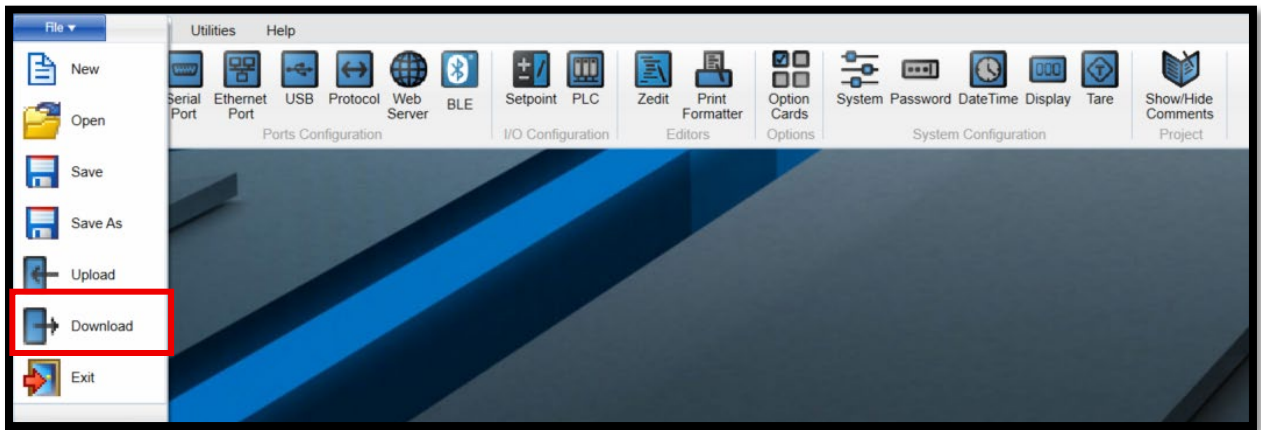 File
Utilities Help
New
Open
Save
Save As
Upload
Download
Exit
Serial
Port
Ethernet
Port
USB
Protocol
Web
Server
BLE
Ports Configuration
Setpoint
PLC
I/O Configuration
Zedit
Print
Formatter
Editors
Option
Cards
Options
System
Password
DateTime
Display
Tare
System Configuration
Show/Hide
Comments
Project